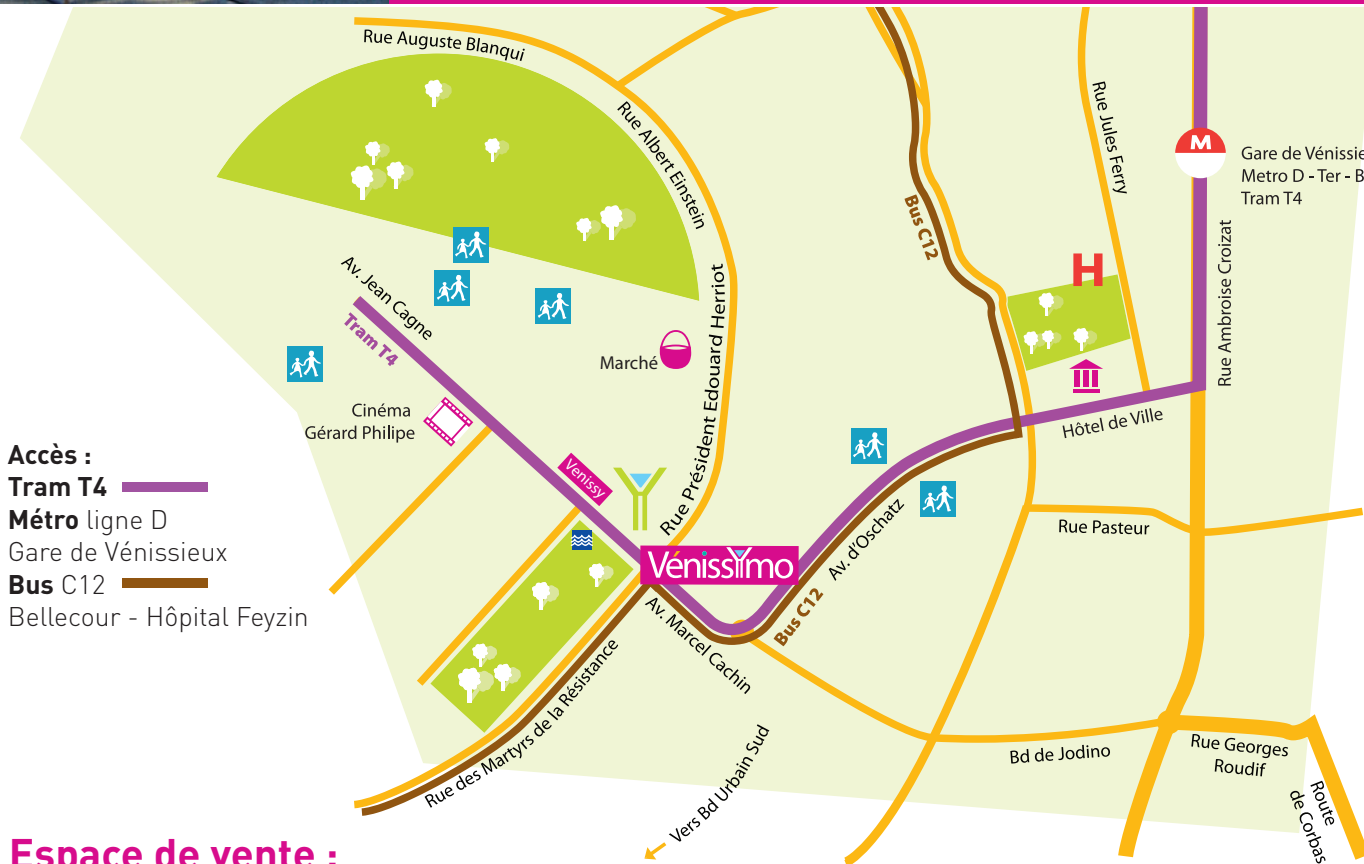 Rue Auguste Blanqui
Rue Albert Einstein
Rue Jules Ferry
M
Gare de Vénissie
Metro D - Ter - B
Tram T4
Bus C12
H
Av. Jean Cagne
Tram T4
Rue Président Edouard Herriot
Rue Ambroise Croizat
Marché
Cinéma
Gérard Philipe
Hôtel de Ville
Accès :
Tram T4
Métro ligne D
Gare de Vénissieux
Bus C12
Bellecour - Hôpital Feyzin
Venissy
Vénissimo
Av. d'Oschatz
Rue Pasteur
Bus C12
Av. Marcel Cachin
Rue des Martyrs de la Résistance
Bd de Jodino
Rue Georges
Roudif
Route
de Corbas
Vers Bd Urbain Sud
Espace de vente :